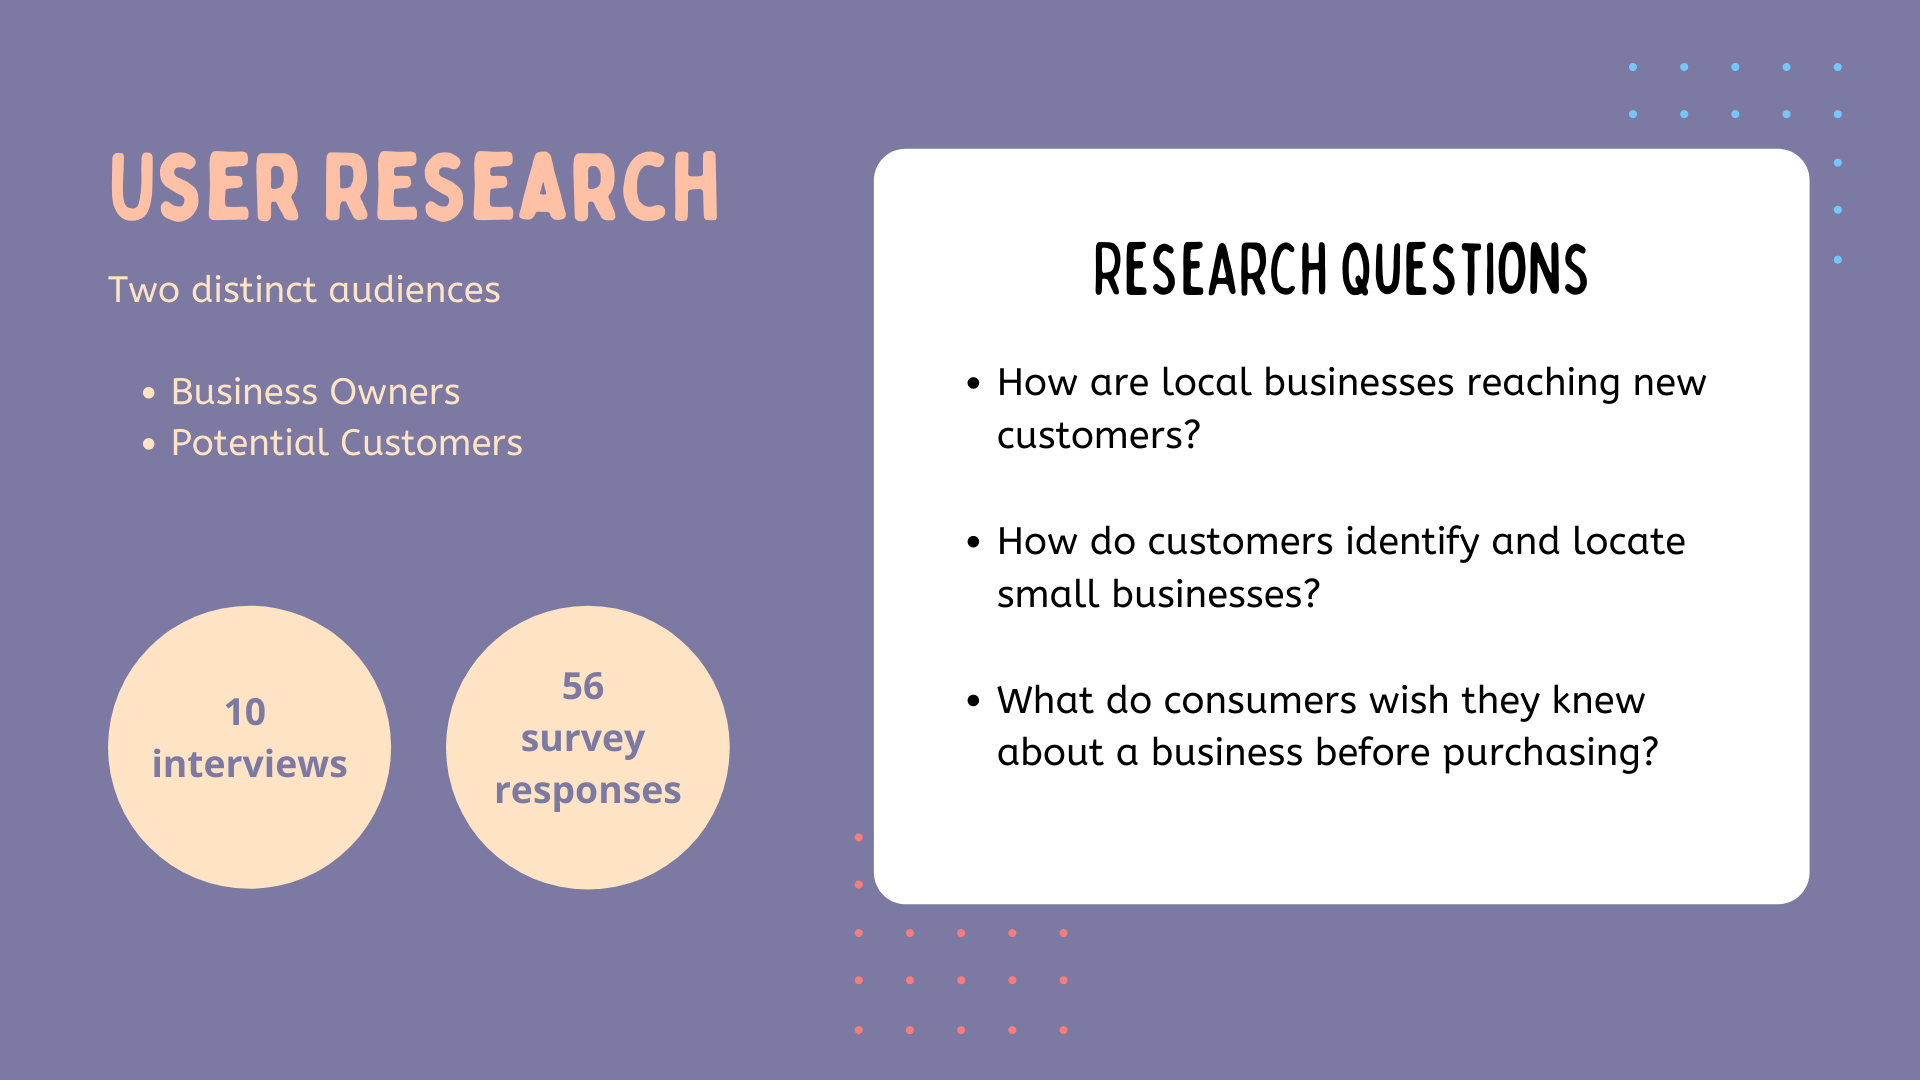 USER RESEARCH
Two distinct audiences
• Business Owners
• Potential Customers
10
interviews
56
survey
responses
RESEARCH QUESTIONS
• How are local businesses reaching new
customers?
• How do customers identify and locate
small businesses?
• What do consumers wish they knew
about a business before purchasing?